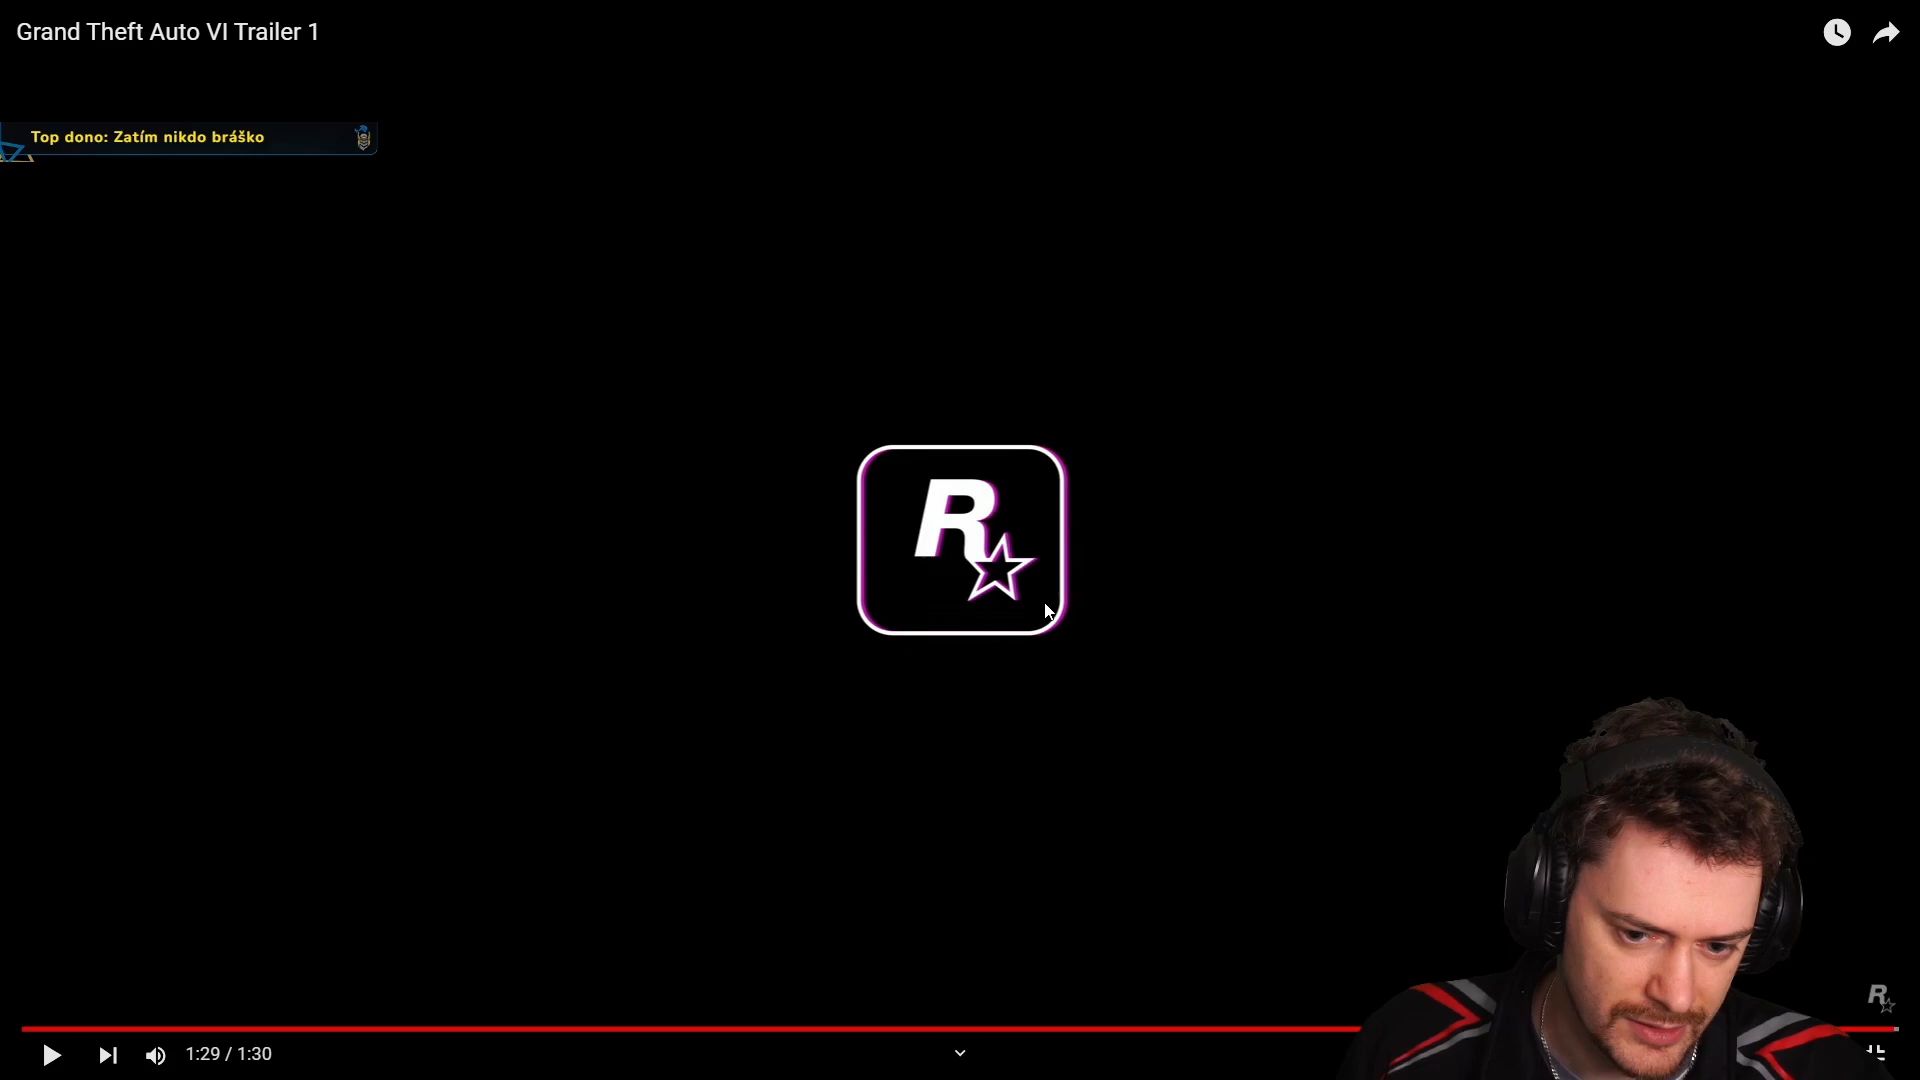 Grand Theft Auto VI Trailer 1
Top dono: Zatím nikdo bráško
R
R
1:29 / 1:30